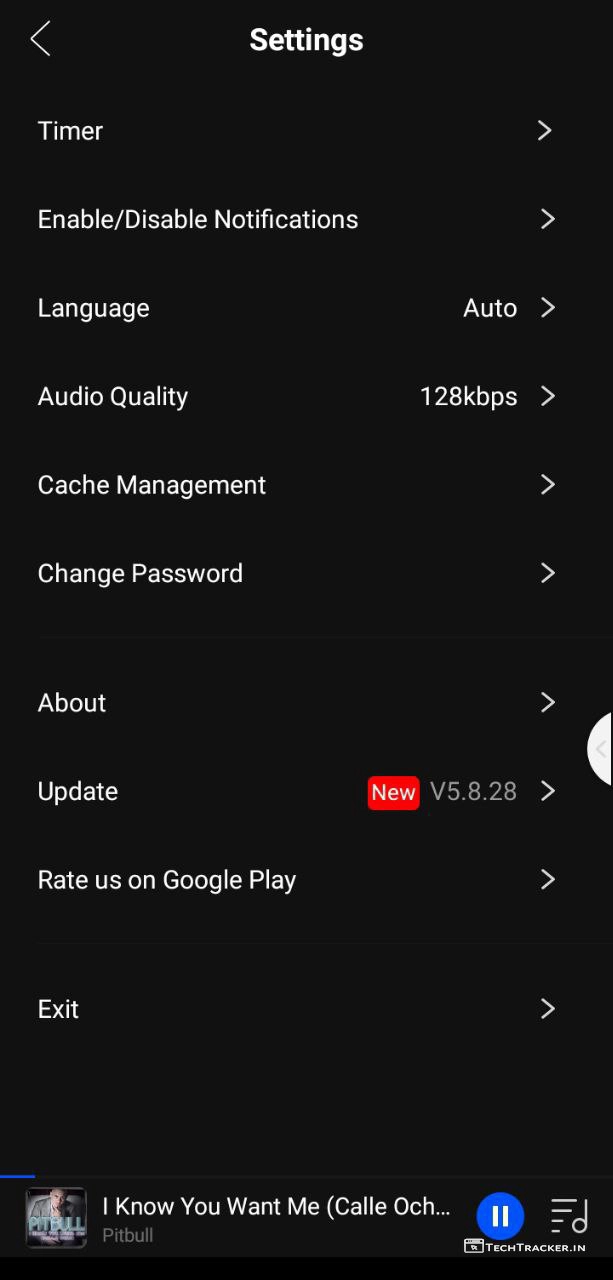 Settings
Timer
Enable/Disable Notifications
Language Auto
Audio Quality 128kbps
Cache Management
Change Password
About
Update New V5.8.28
Rate us on Google Play
Exit
PITBULL
I Know You Want Me (Calle Och...
Pitbull
TECHTRACKER.IN